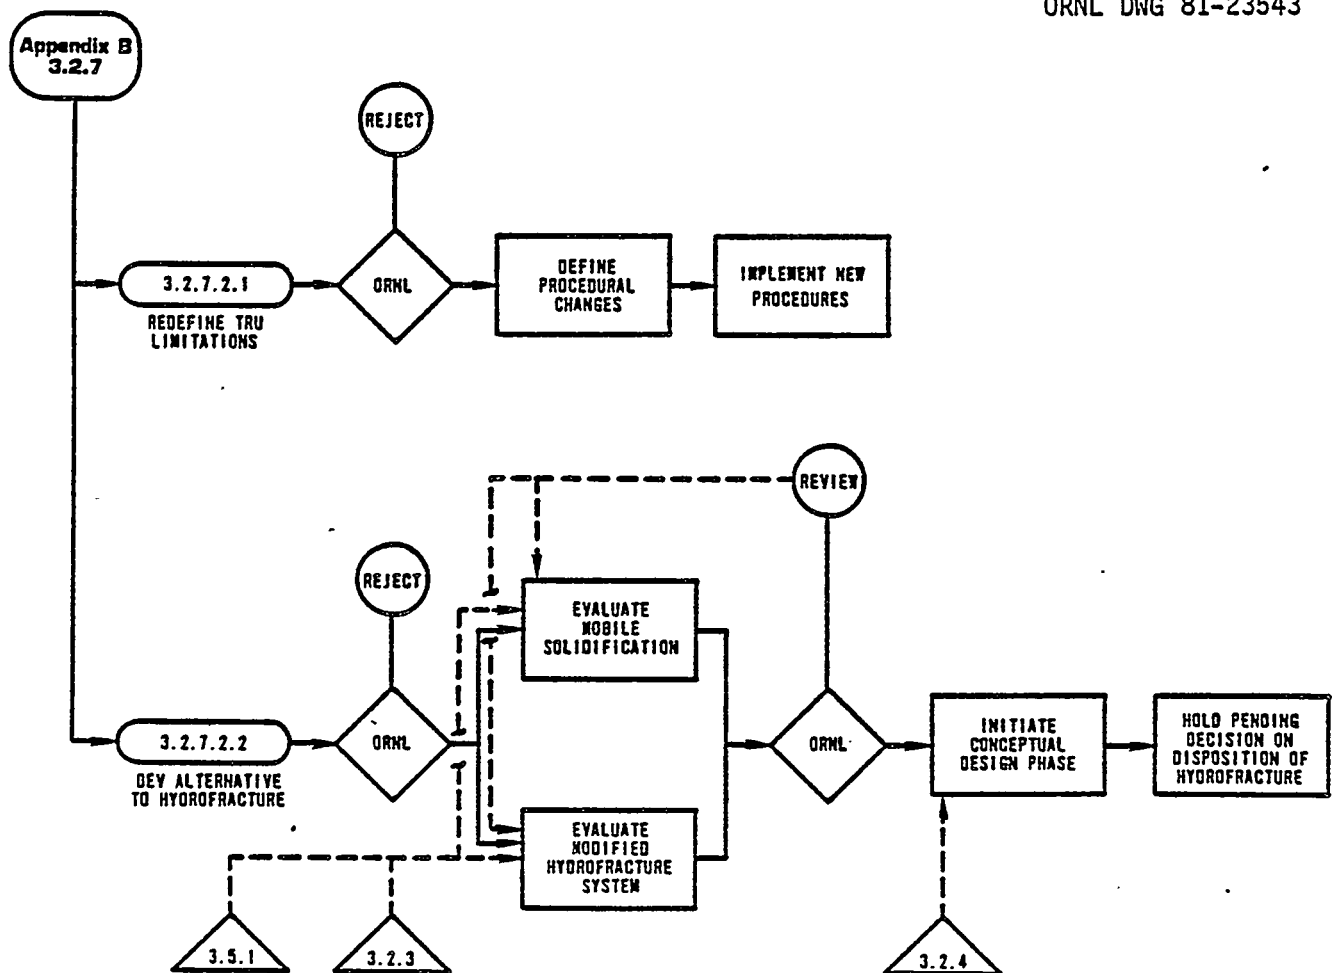 ORNL DWG 81-23543
Appendix B
3.2.7
REJECT
3.2.7.2.1
REDEFINE TRU
LIMITATIONS
ORNL
DEFINE
PROCEDURAL
CHANGES
IMPLEMENT NEW
PROCEDURES
REVIEW
REJECT
EVALUATE
MOBILE
SOLIDIFICATION
3.2.7.2.2
DEV ALTERNATIVE
TO HYDROFRACTURE
ORNL
ORNL
INITIATE
CONCEPTUAL
DESIGN PHASE
HOLD PENDING
DECISION ON
DISPOSITION OF
HYDROFRACTURE
EVALUATE
MODIFIED
HYDROFRACTURE
SYSTEM
3.5.1
3.2.3
3.2.4